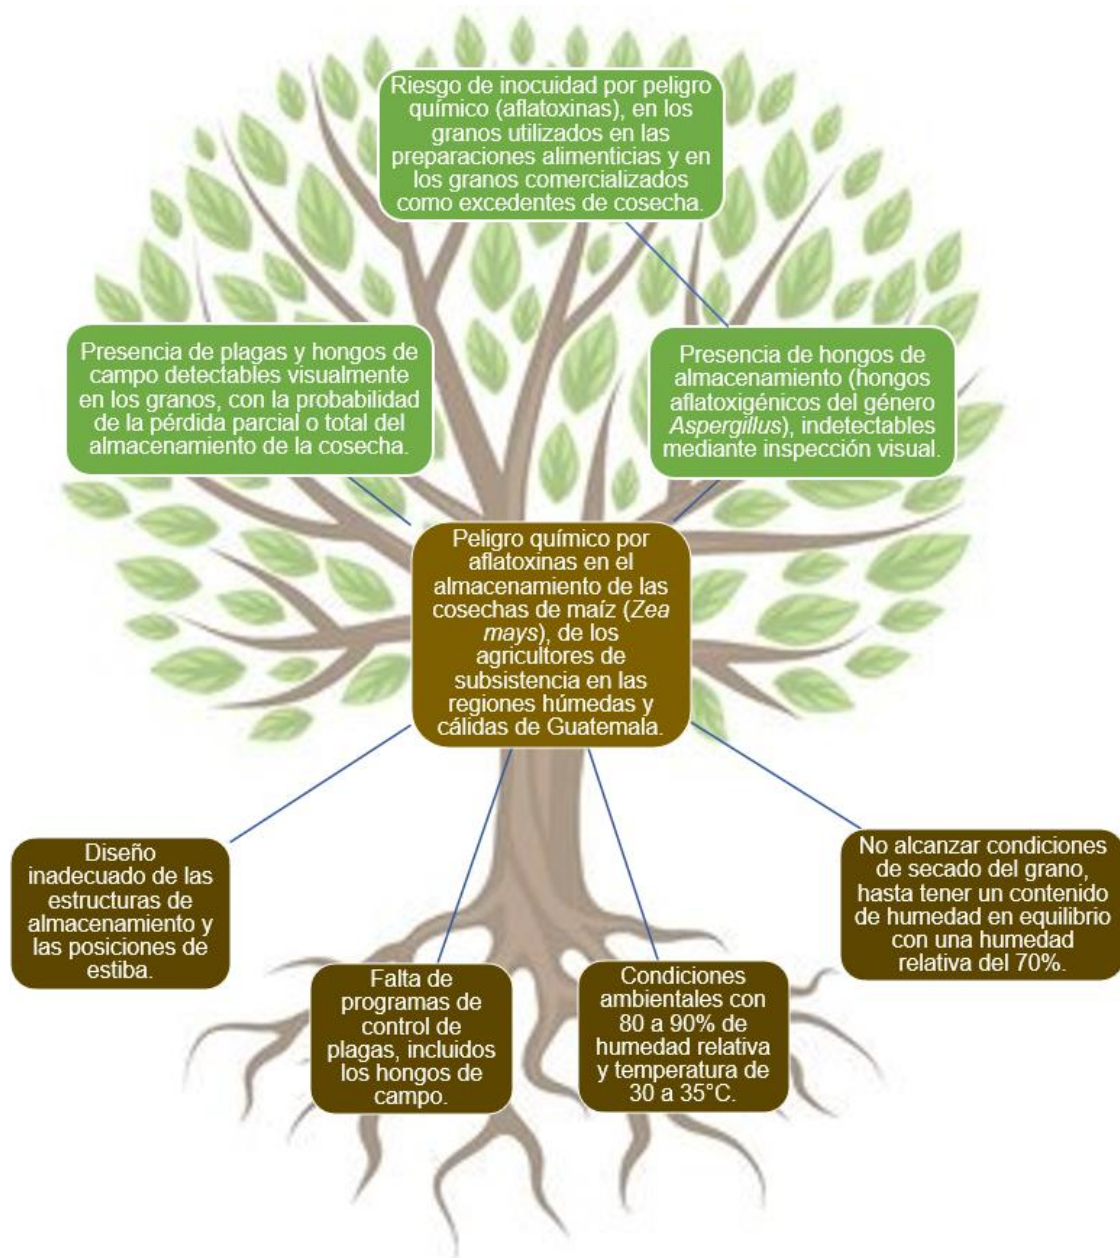 Riesgo de inocuidad por peligro
químico (aflatoxinas), en los
granos utilizados en las
preparaciones alimenticias y en
los granos comercializados
como excedentes de cosecha.
Presencia de plagas y hongos de
campo detectables visualmente
en los granos, con la probabilidad
de la pérdida parcial o total del
almacenamiento de la cosecha.
Presencia de hongos de
almacenamiento (hongos
aflatoxigénicos del género
Aspergillus), indetectables
mediante inspección visual.
Peligro químico por
aflatoxinas en el
almacenamiento de las
cosechas de maíz (Zea
mays), de los
agricultores de
subsistencia en las
regiones húmedas y
cálidas de Guatemala.
Diseño
inadecuado de las
estructuras de
almacenamiento y
las posiciones de
estiba.
Falta de
programas de
control de
plagas, incluidos
los hongos de
campo.
Condiciones
ambientales con
80 a 90% de
humedad relativa
y temperatura de
30 a 35°C.
No alcanzar condiciones
de secado del grano,
hasta tener un contenido
de humedad en equilibrio
con una humedad
relativa del 70%.